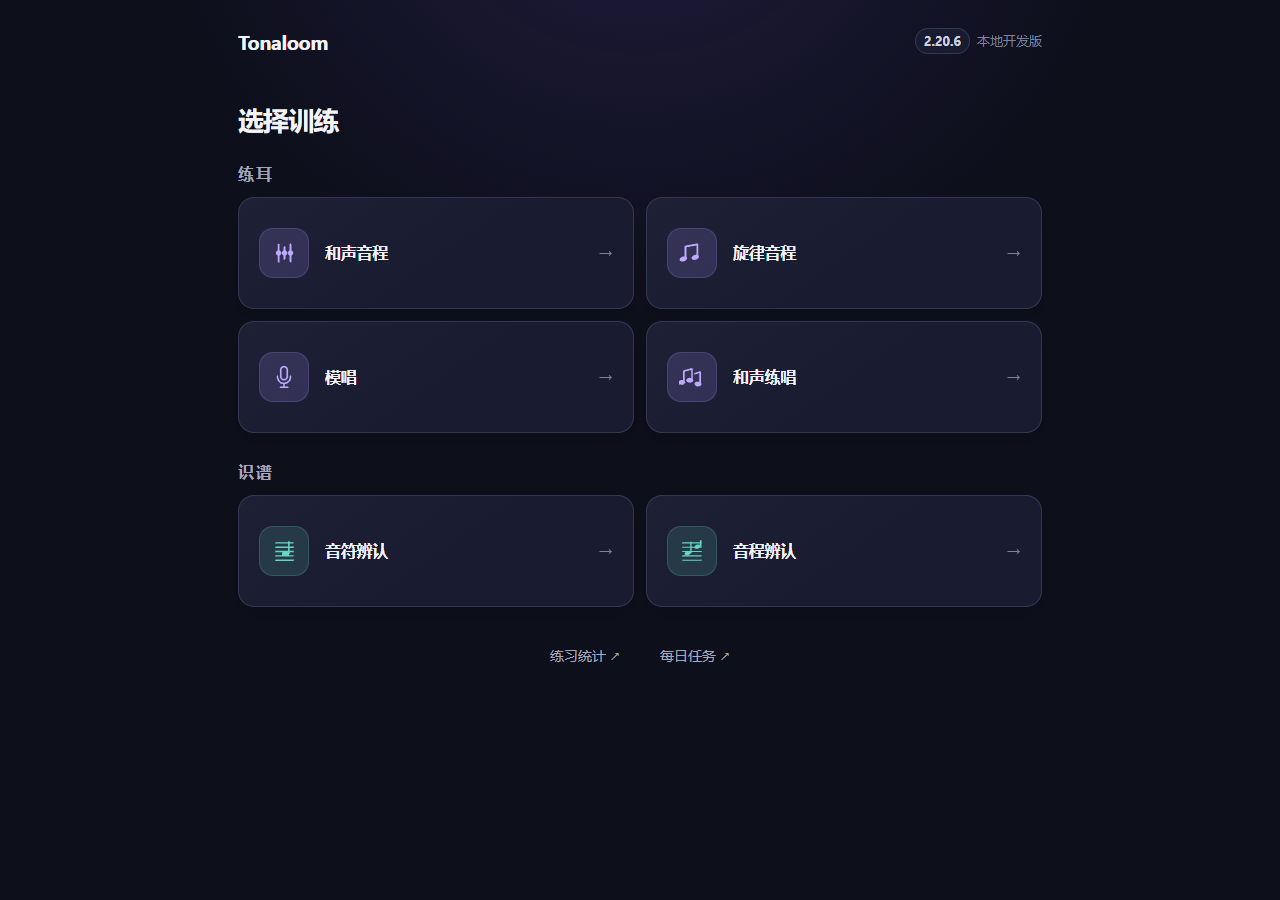 Tonaloom
2.20.6 本地开发版
选择训练
练耳
和声音程 →
旋律音程 →
模唱 →
和声练唱 →
识谱
音符辨认 →
音程辨认 →
练习统计 ↗
每日任务 ↗